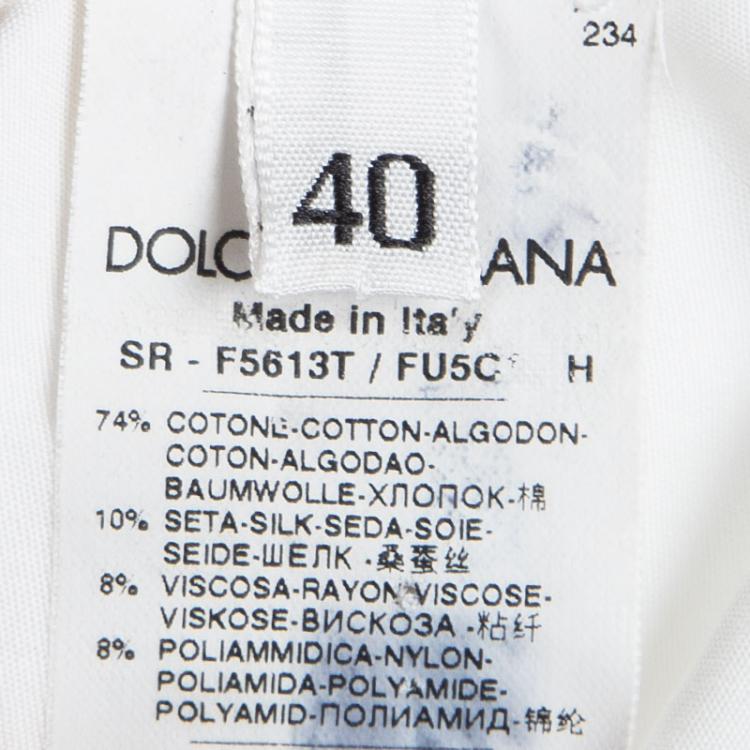 234
40
DOLC ANA
Made in Ita'y
SR - F5613T / FU5C H
74% COTONE-COTTON-ALGODON-
COTON-ALGODAO-
BAUMWOLLE-ХЛОПОК-棉
10% SETA-SILK-SEDA-SOIE-
SEIDE-ШЕЛК -桑蚕丝
8% VISCOSA-RAYON VISCOSE-
VISKOSE-ВИСКОЗА -粘纤
8% POLIAMMIDICA-NYLON-
POLIAMIDA-POLYAMIDE-
POLYAMID-ПОЛИАМИД-锦纶